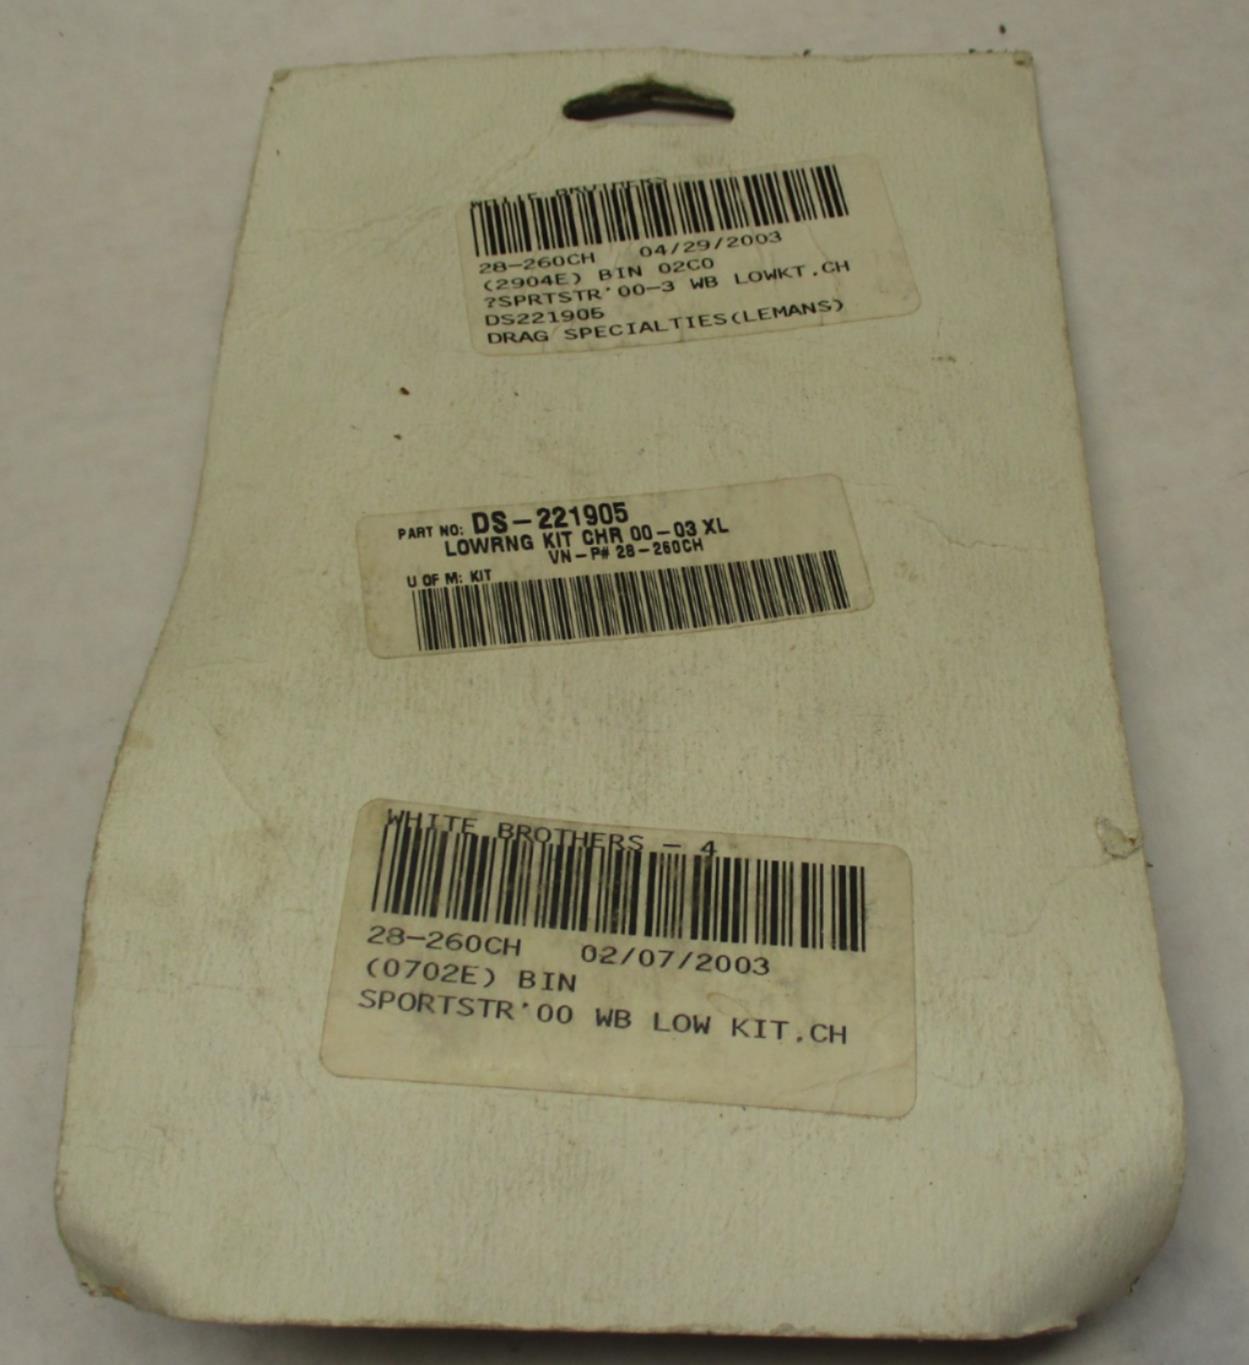 WHITE BROTHERS
28-260CH 04/29/2003
(2904E) BIN 02C0
?SPRTSTR'00-3 WB LOWKT.CH
DS221905
DRAG SPECIALTIES(LEMANS)
PART NO: DS-221905
LOWRNG KIT CHR 00-03 XL
VN-P# 28-260CH
U OF M: KIT
WHITE BROTHERS - 4
28-260CH 02/07/2003
(0702E) BIN
SPORTSTR'00 WB LOW KIT.CH